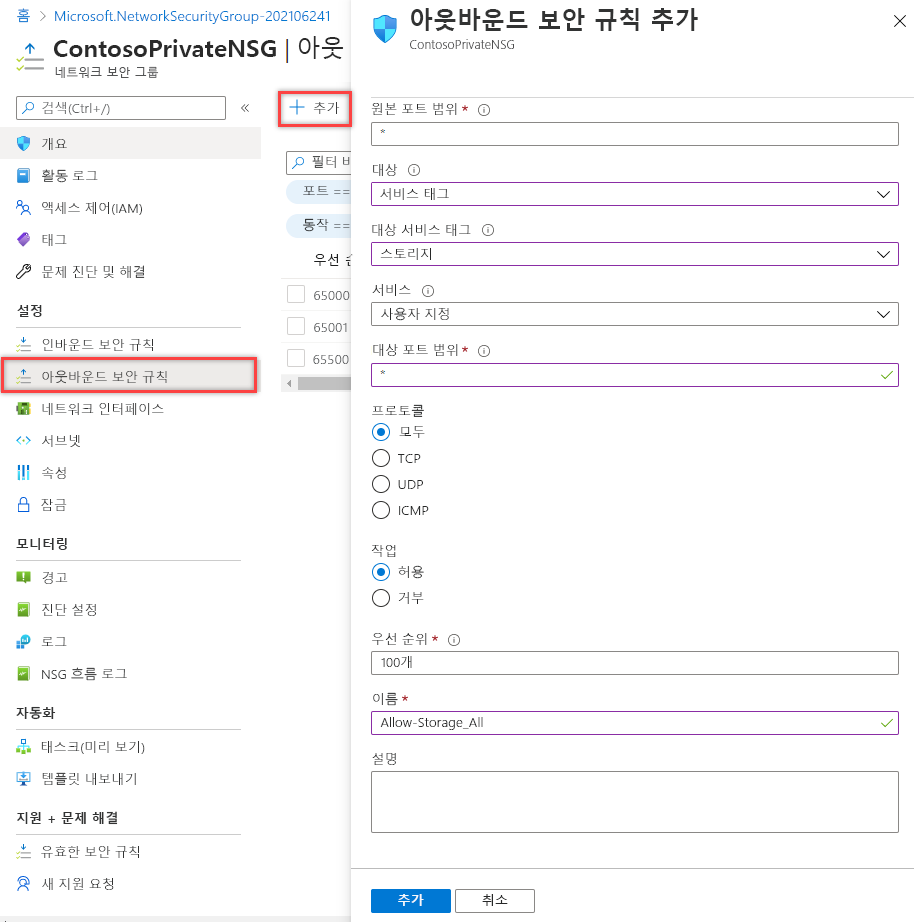 홈 > Microsoft.NetworkSecurityGroup-202106241
ContosoPrivateNSG | 아웃
네트워크 보안 그룹
검색(Ctrl+/)
«
개요
활동 로그
액세스 제어(IAM)
태그
문제 진단 및 해결
설정
인바운드 보안 규칙
아웃바운드 보안 규칙
네트워크 인터페이스
서브넷
속성
잠금
모니터링
경고
진단 설정
로그
NSG 흐름 로그
자동화
태스크(미리 보기)
템플릿 내보내기
지원 + 문제 해결
유효한 보안 규칙
새 지원 요청
추가
필터
포트 ==
동작 ==
우선
65000
65001
65500
아웃바운드 보안 규칙 추가
ContosoPrivateNSG
원본 포트 범위 *
*
대상
서비스 태그
대상 서비스 태그
스토리지
서비스
사용자 지정
대상 포트 범위 *
*
프로토콜
모두
TCP
UDP
ICMP
작업
허용
거부
우선 순위 *
100개
이름 *
Allow-Storage_All
설명
추가
취소